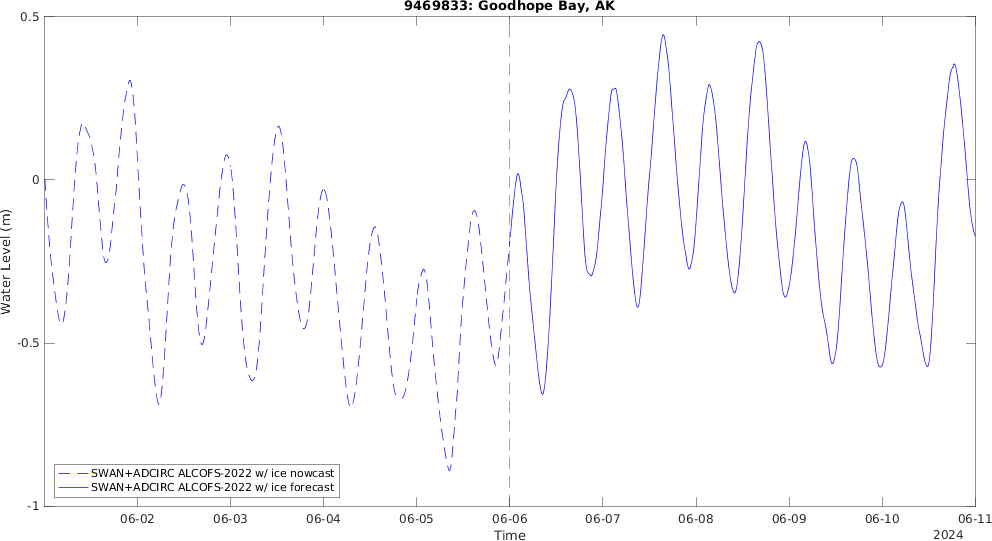 9469833: Goodhope Bay, AK
0.5
0
-0.5
-1
Water Level (m)
SWAN+ADCIRC ALCOFS-2022 w/ ice nowcast
SWAN+ADCIRC ALCOFS-2022 w/ ice forecast
06-02 06-03 06-04 06-05 06-06 06-07 06-08 06-09 06-10 06-11
Time
2024